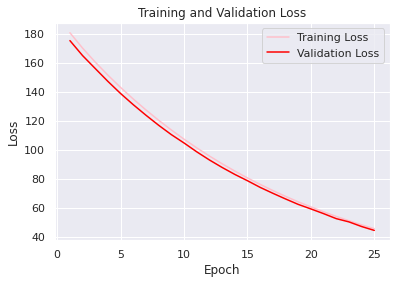 Training and Validation Loss
Training Loss
Validation Loss
180
160
140
120
100
80
60
40
Loss
0 5 10 15 20 25
Epoch